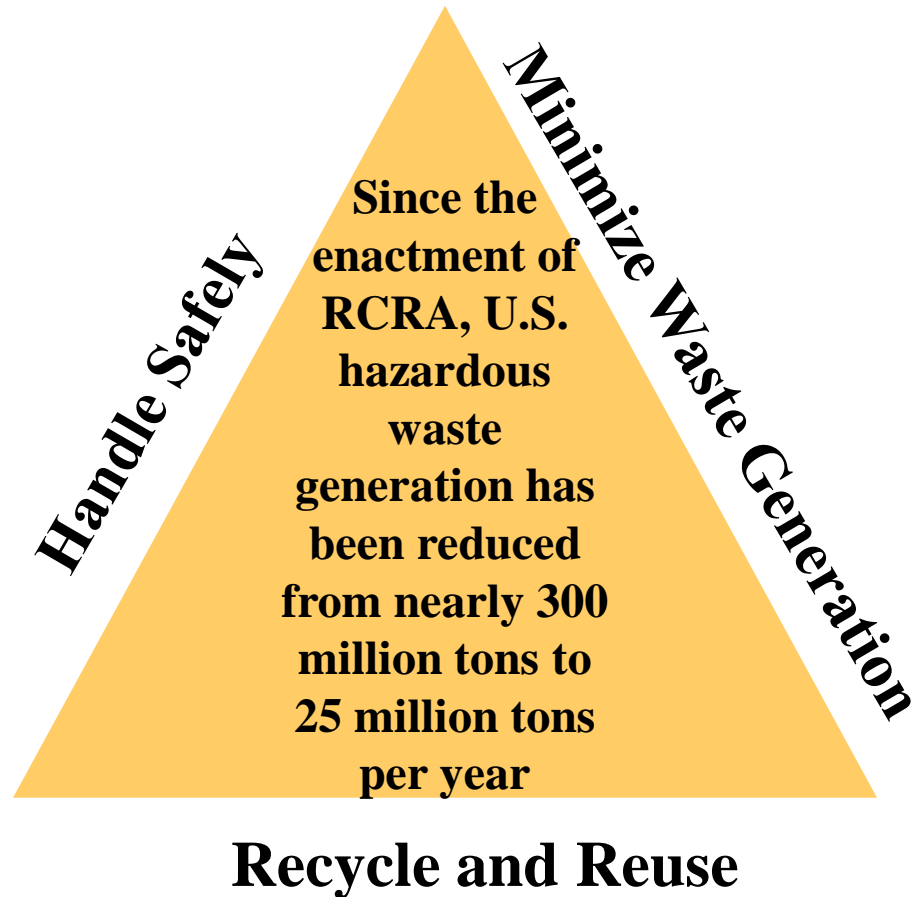 Minimize Waste Generation
Handle Safely
Since the
enactment of
RCRA, U.S.
hazardous
waste
generation has
been reduced
from nearly 300
million tons to
25 million tons
per year
Recycle and Reuse